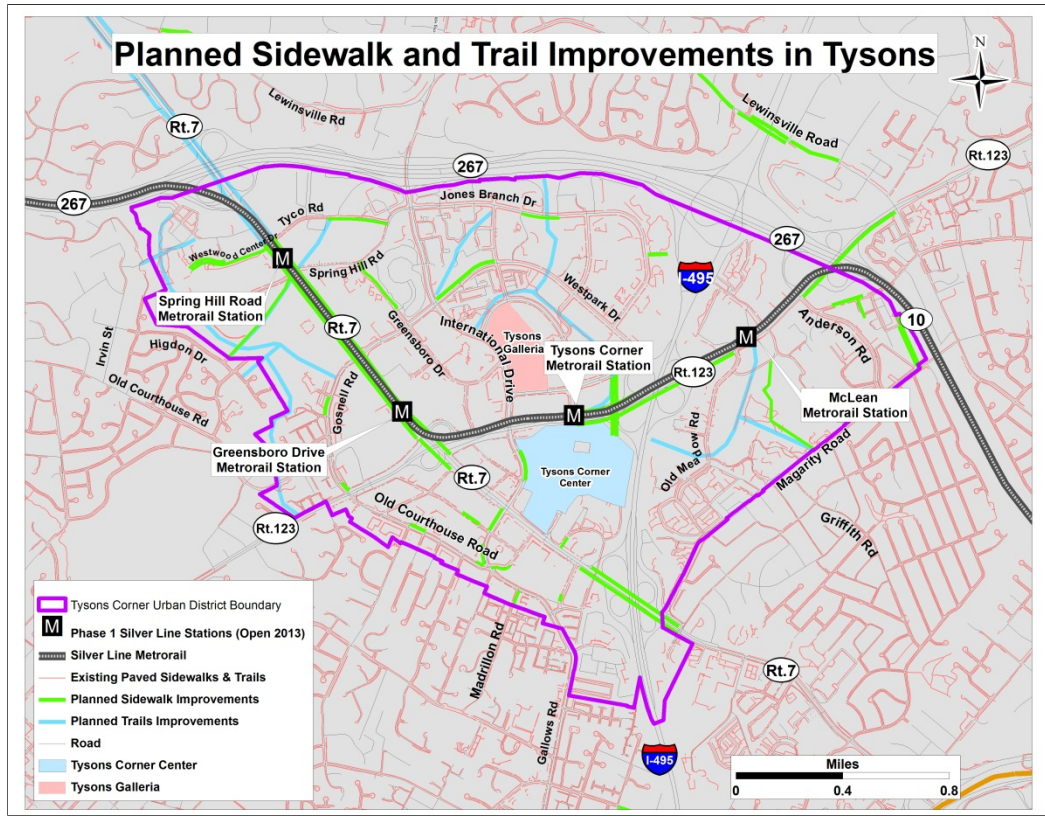 Planned Sidewalk and Trail Improvements in Tysons
N
Lewinsville Rd
Lewinsville Road
Rt.7
Rt.123
267
267
Jones Branch Dr
Tyco Rd
267
Westwood Center Dr
M
Spring Hill Rd
I-495
Westpark Dr
Spring Hill Road
Metrorail Station
Rt.7
Greensboro Dr
International Drive
Tysons
Galleria
Tysons Corner
Metrorail Station
M
Anderson Rd
10
Irvin St
Higdon Dr
Rt.123
Old Courthouse Rd
Gosnell Rd
McLean
Metrorail Station
M
M
Greensboro Drive
Metrorail Station
Old Meadow Rd
Magarity Road
Rt.7
Tysons Corner
Center
Old Courthouse Road
Rt.123
Griffith Rd
Madrillon Rd
Gallows Rd
Rt.7
I-495
Tysons Corner Urban District Boundary
M Phase 1 Silver Line Stations (Open 2013)
Silver Line Metrorail
Existing Paved Sidewalks & Trails
Planned Sidewalk Improvements
Planned Trails Improvements
Road
Tysons Corner Center
Tysons Galleria
Miles
0 0.4 0.8